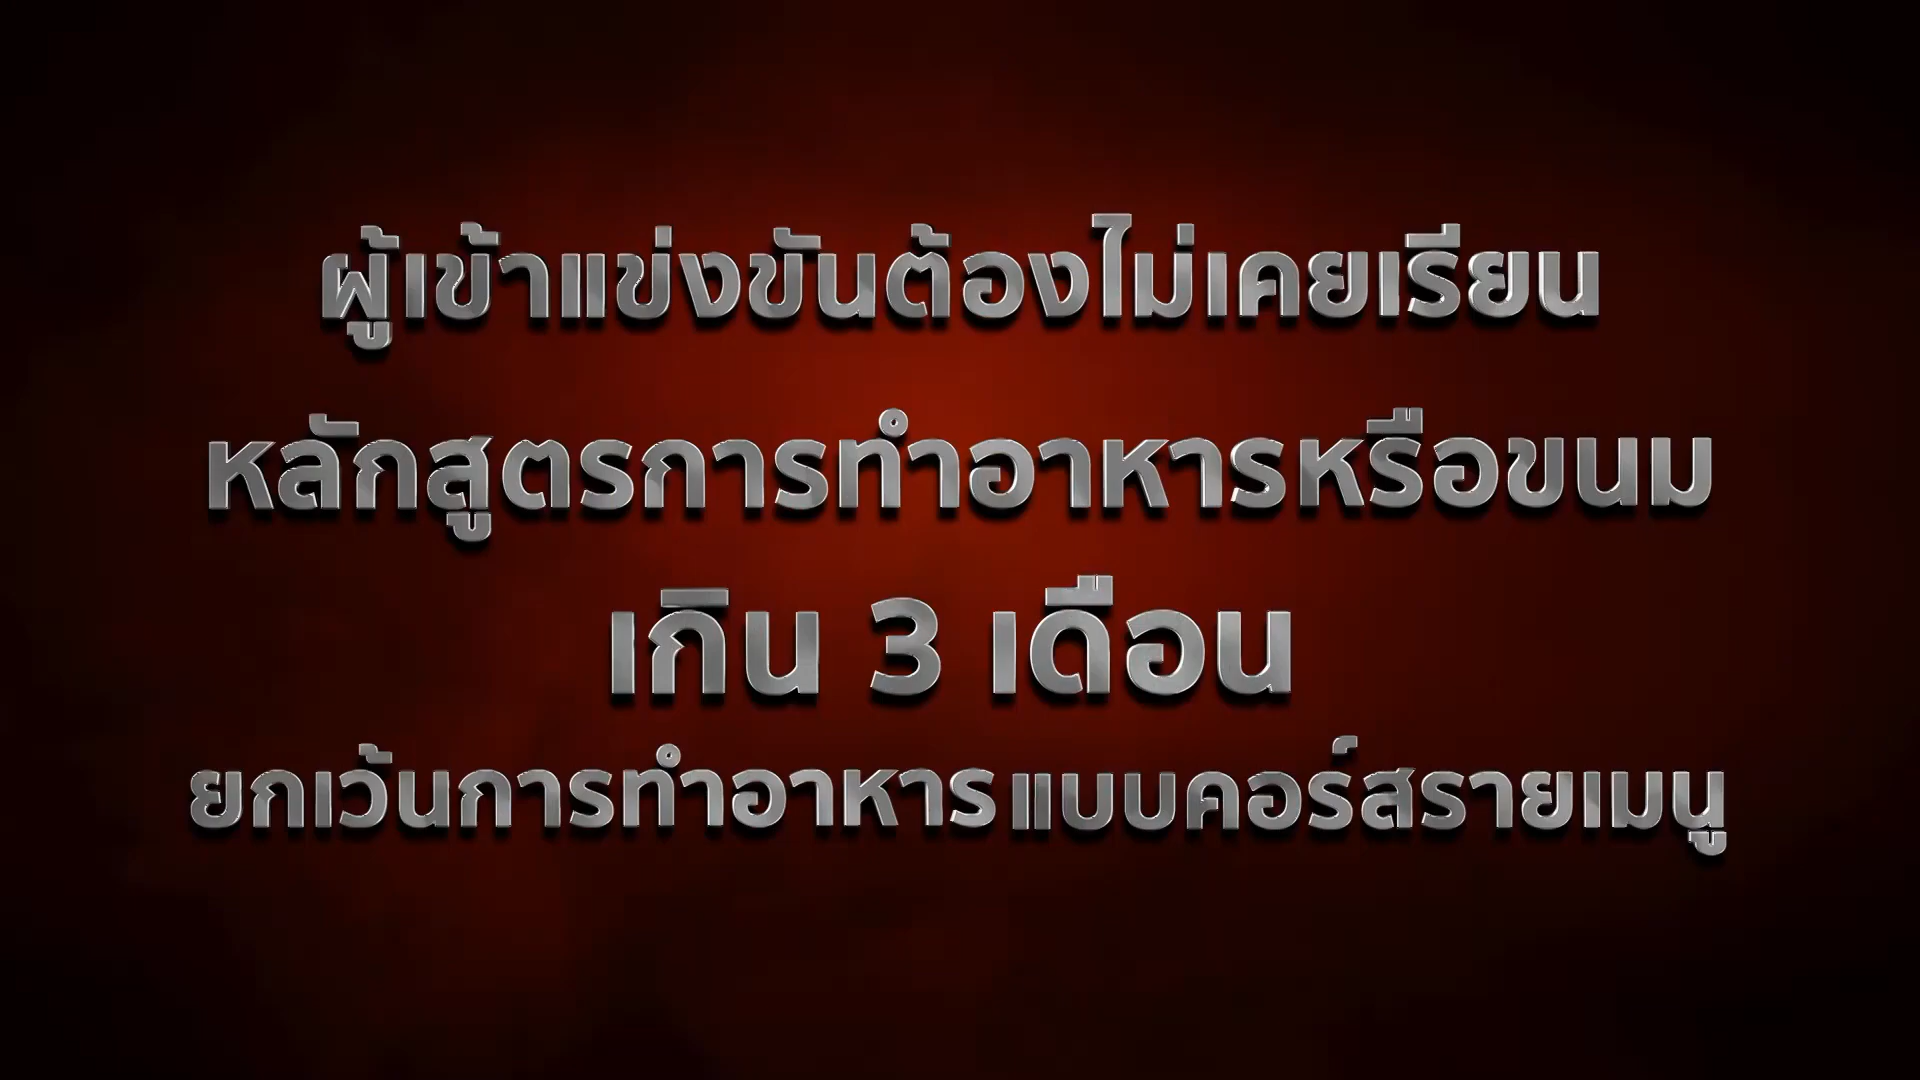 ผู้เข้าแข่งขันต้องไม่เคยเรียน
หลักสูตรการทำอาหารหรือขนม
เกิน 3 เดือน
ยกเว้นการทำอาหารแบบคอร์สรายเมนู